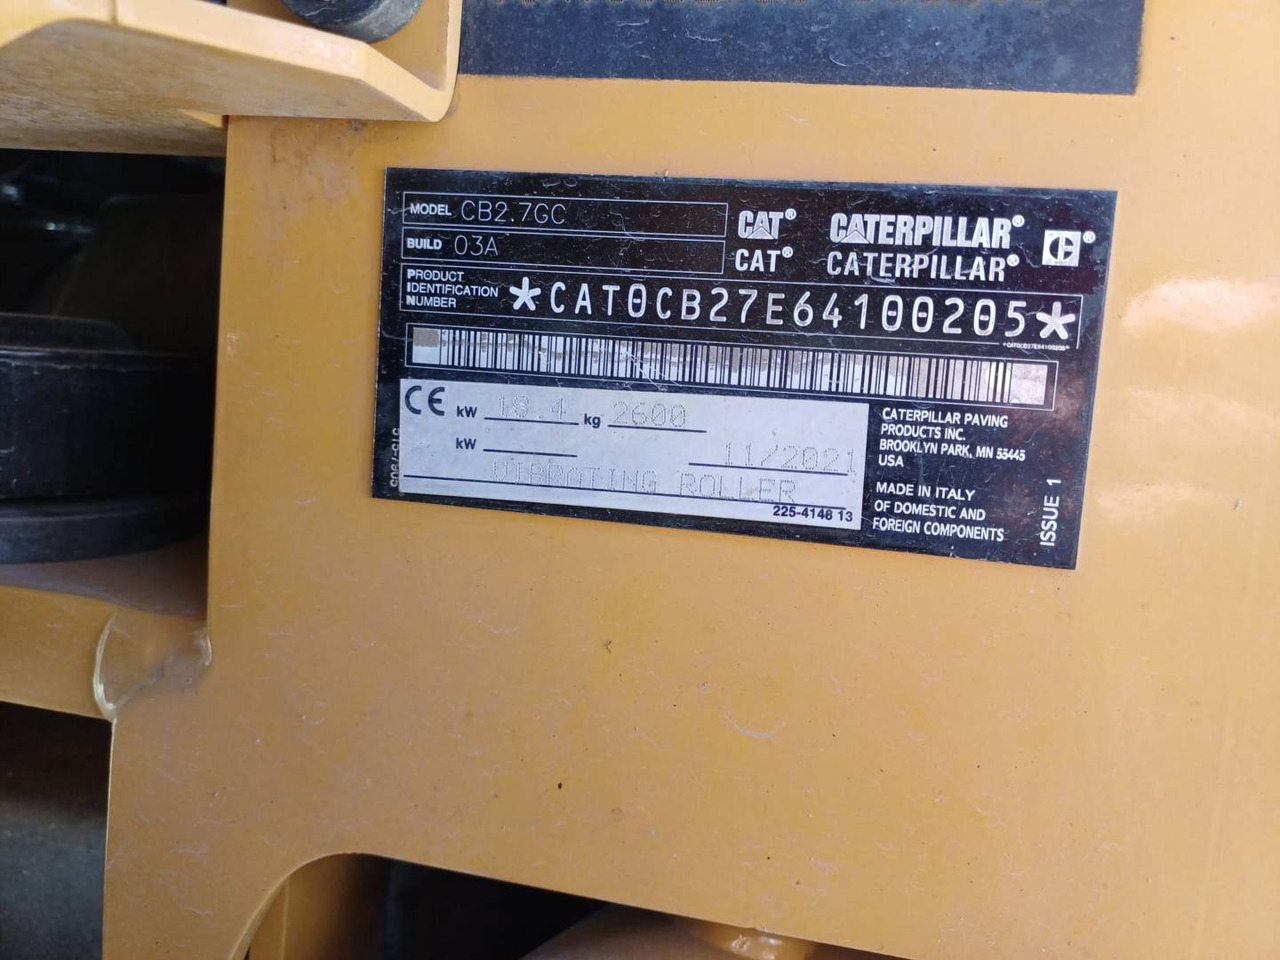 MODEL CB2.7GC
BUILD 03A
CAT® CATERPILLAR® C®
CAT® CATERPILLAR®
PRODUCT IDENTIFICATION NUMBER *CAT0CB27E64100205*
*CAT0CB27E64100205*
CE kW 18.4 kg 2600
kW 11/2021
VIBRATING ROLLER
225-4148 13
CATERPILLAR PAVING
PRODUCTS INC.
BROOKLYN PARK, MN 55445
USA
MADE IN ITALY
OF DOMESTIC AND
FOREIGN COMPONENTS
ISSUE 1